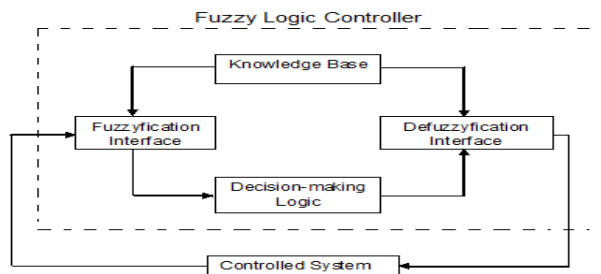 Fuzzy Logic Controller
Knowledge Base
Fuzzyfication
Interface
Defuzzyfication
Interface
Decision-making
Logic
Controlled System